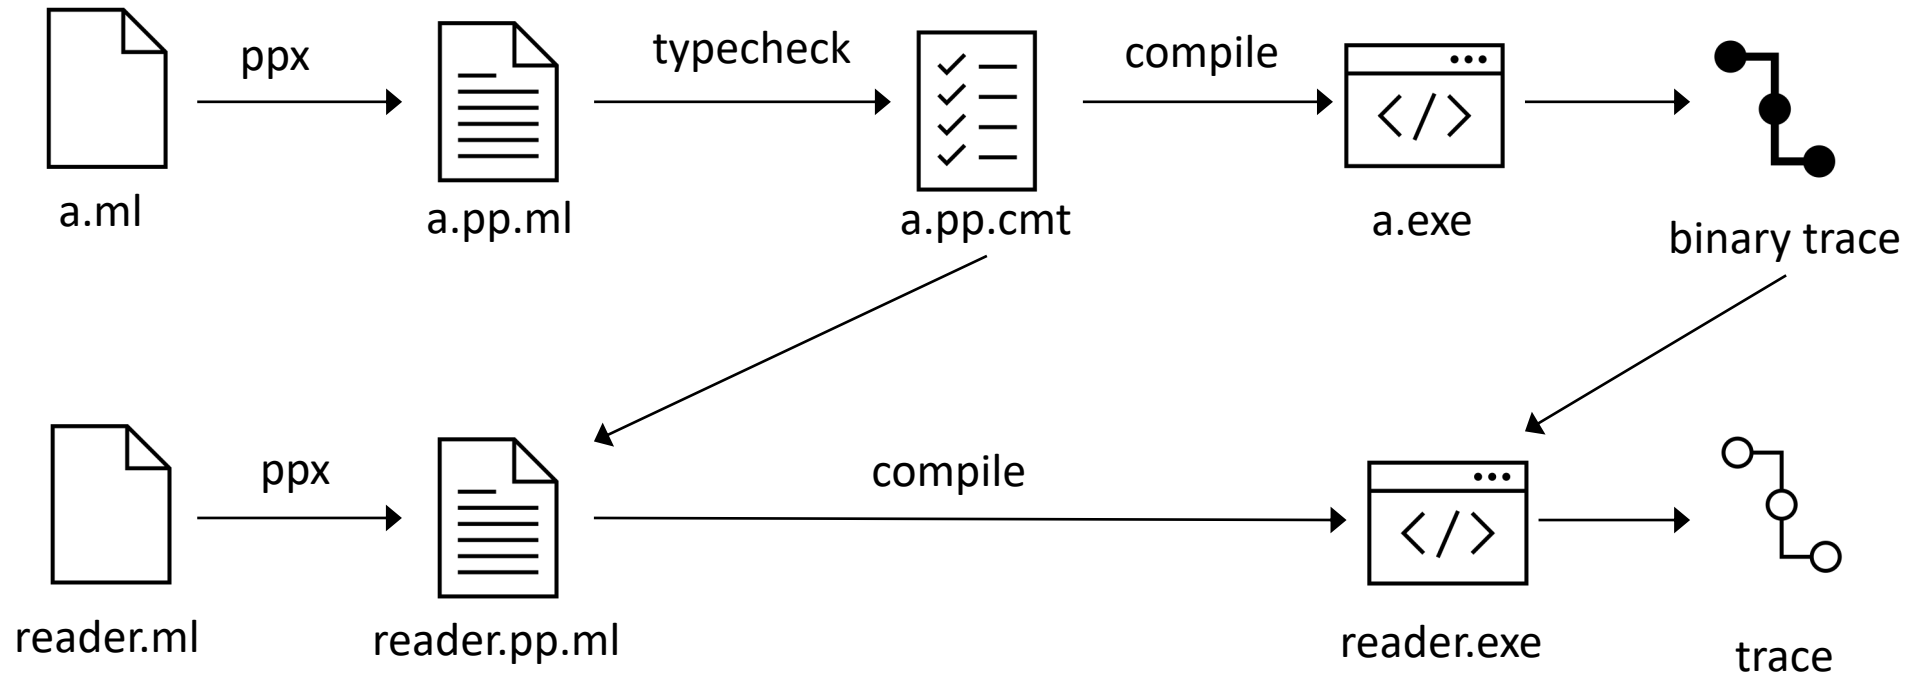 ppx
typecheck
compile
</>
a.ml
a.pp.ml
a.pp.cmt
a.exe
binary trace
ppx
compile
</>
reader.ml
reader.pp.ml
reader.exe
trace